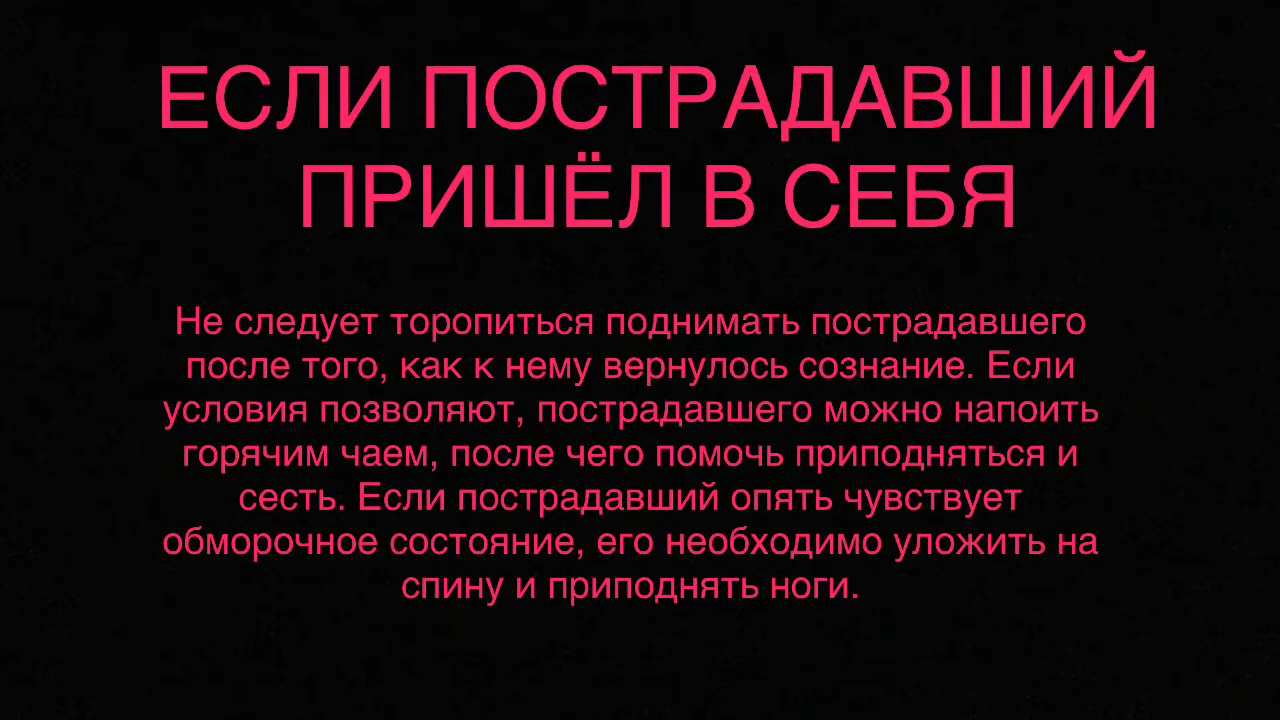 ЕСЛИ ПОСТРАДАВШИЙ
ПРИШЁЛ В СЕБЯ
Не следует торопиться поднимать пострадавшего
после того, как к нему вернулось сознание. Если
условия позволяют, пострадавшего можно напоить
горячим чаем, после чего помочь приподняться и
сесть. Если пострадавший опять чувствует
обморочное состояние, его необходимо уложить на
спину и приподнять ноги.